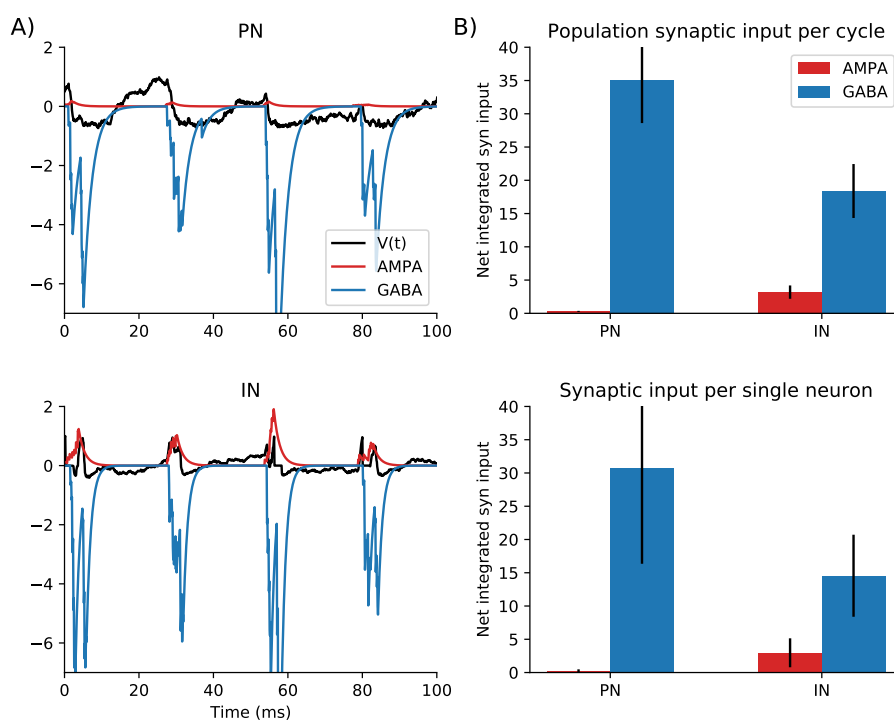 A)
PN
2
0
−2
−4
−6
V(t)
AMPA
GABA
0 20 40 60 80 100
B)
Population synaptic input per cycle
Net integrated syn input
40
35
30
25
20
15
10
5
0
AMPA
GABA
PN IN
IN
2
0
−2
−4
−6
0 20 40 60 80 100
Time (ms)
Synaptic input per single neuron
Net integrated syn input
40
35
30
25
20
15
10
5
0
PN IN